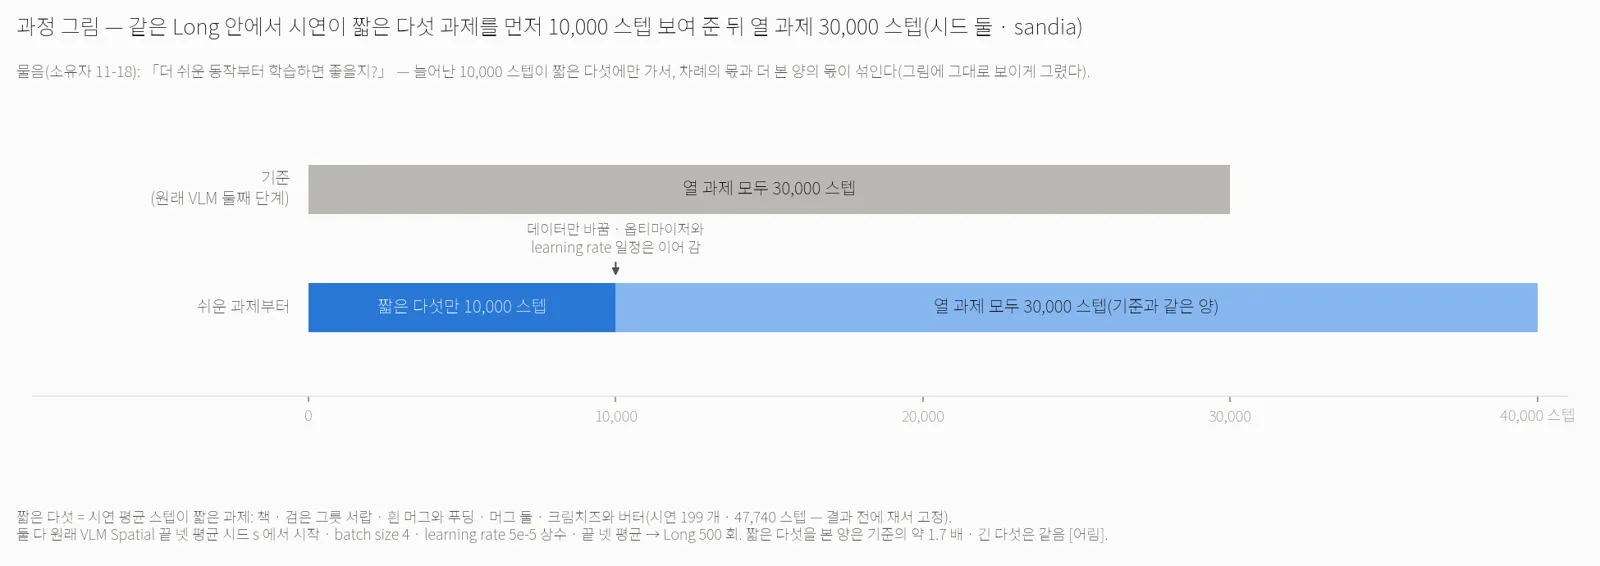 과정 그림 — 같은 Long 안에서 시연이 짧은 다섯 과제를 먼저 10,000 스텝 보여 준 뒤 열 과제 30,000 스텝(시드 둘 · sandia)
물음(소유자 11-18): 「더 쉬운 동작부터 학습하면 좋을지?」 — 늘어난 10,000 스텝이 짧은 다섯에만 가서, 차례의 몫과 더 본 양의 몫이 섞인다(그림에 그대로 보이게 그렸다).
기준
(원래 VLM 둘째 단계)
열 과제 모두 30,000 스텝
데이터만 바꿈 · 옵티마이저와
learning rate 일정은 이어 감
쉬운 과제부터
짧은 다섯만 10,000 스텝
열 과제 모두 30,000 스텝(기준과 같은 양)
0
10,000
20,000
30,000
40,000 스텝
짧은 다섯 = 시연 평균 스텝이 짧은 과제: 책 · 검은 그릇 서랍 · 흰 머그와 푸딩 · 머그 둘 · 크림치즈와 버터(시연 199 개 · 47,740 스텝 — 결과 전에 재서 고정).
둘 다 원래 VLM Spatial 끝 넷 평균 시드 s 에서 시작 · batch size 4 · learning rate 5e-5 상수 · 끝 넷 평균 → Long 500 회. 짧은 다섯을 본 양은 기준의 약 1.7 배 · 긴 다섯은 같음 [어림].